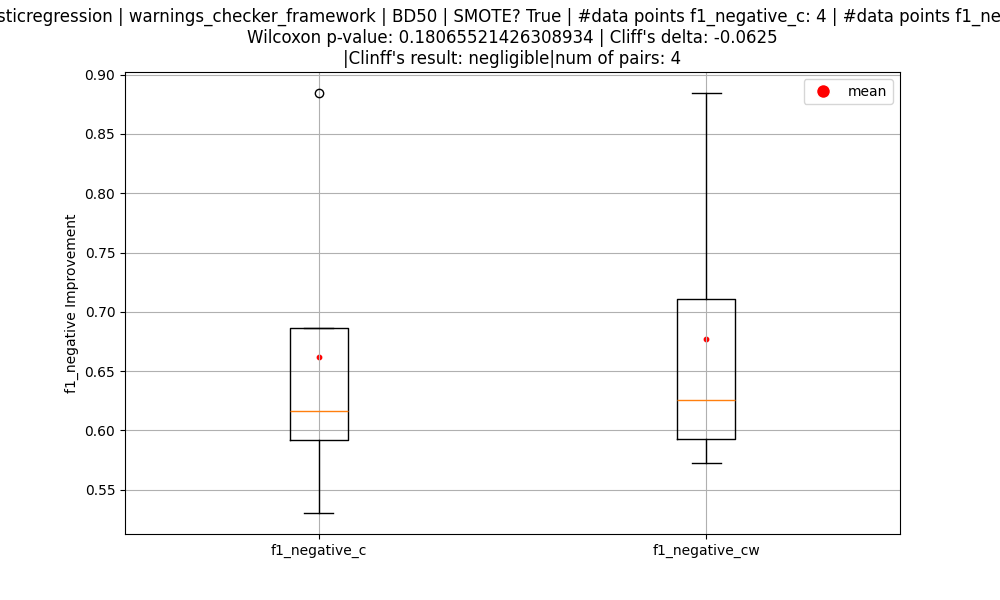 sticregression | warnings_checker_framework | BD50 | SMOTE? True | #data points f1_negative_c: 4 | #data points f1_ne
Wilcoxon p-value: 0.18065521426308934 | Cliff's delta: -0.0625
|Clinff's result: negligible|num of pairs: 4
mean
0.90
0.85
0.80
0.75
0.70
0.65
0.60
0.55
f1_negative Improvement
f1_negative_c
f1_negative_cw